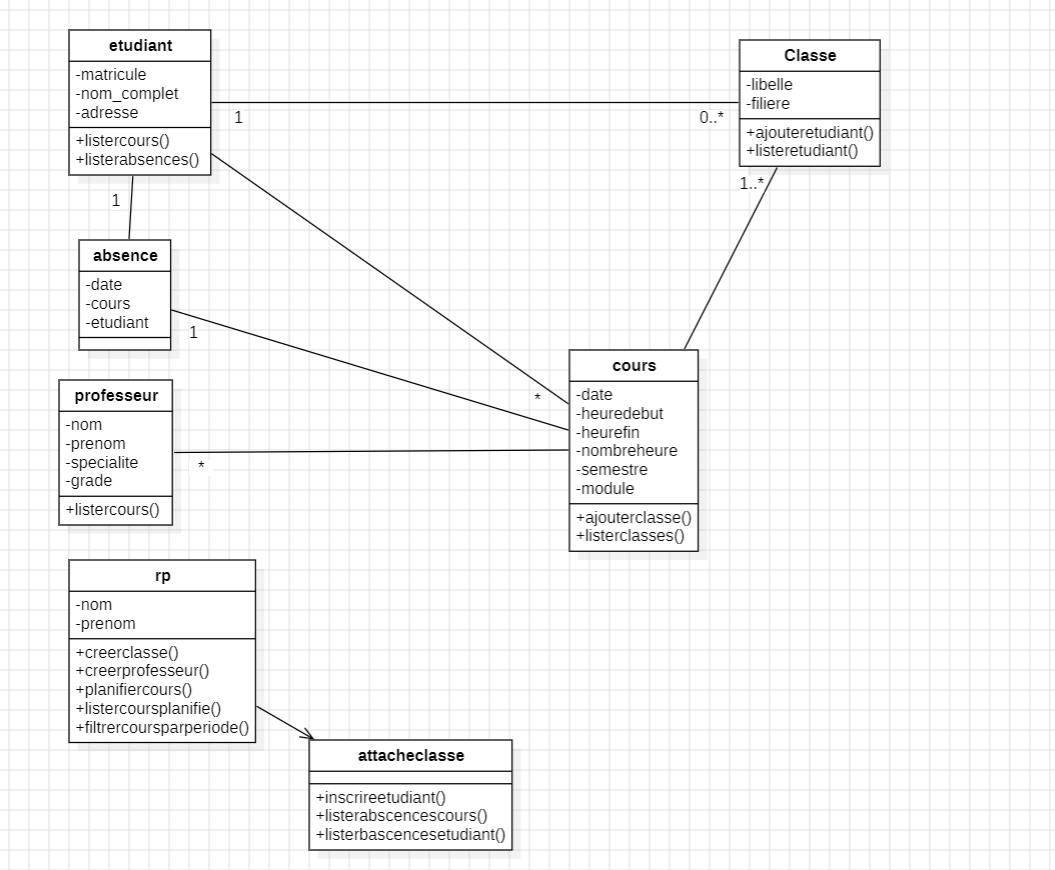 etudiant
-matricule
-nom_complet
-adresse
+listercours()
+listerabsences()
1
0..*
Classe
-libelle
-filiere
+ajouteretudiant()
+listeretudiant()
1..*
1
absence
-date
-cours
-etudiant
1
*
professeur
-nom
-prenom
-specialite
-grade
+listercours()
*
cours
-date
-heuredebut
-heurefin
-nombreheure
-semestre
-module
+ajouterclasse()
+listerclasses()
rp
-nom
-prenom
+creerclasse()
+creerprofesseur()
+planifiercours()
+listercoursplanifie()
+filtrercoursparperiode()
attacheclasse
+inscrireetudiant()
+listerabscencescours()
+listerbascencesetudiant()